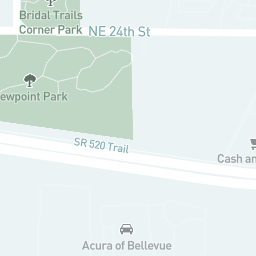 Bridal Trails
Corner Park
NE 24th St
ewpoint Park
SR 520 Trail
Cash an
Acura of Bellevue